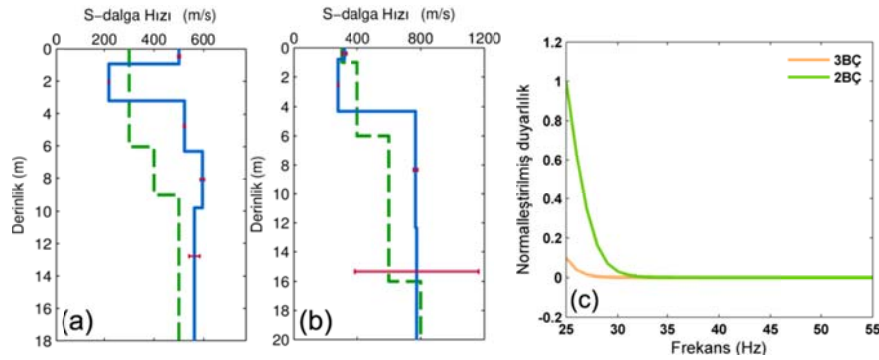 S-dalga Hızı (m/s)
0 200 400 600
0
2
4
6
8
10
12
14
16
18
Derinlik (m)
(a)
S-dalga Hızı (m/s)
0 400 800 1200
0
2
4
6
8
10
12
14
16
18
20
Derinlik (m)
(b)
3BÇ
2BÇ
1.2
1
0.8
0.6
0.4
0.2
0
-0.2
Normalleştirilmiş duyarlılık
(c)
25 30 35 40 45 50 55
Frekans (Hz)